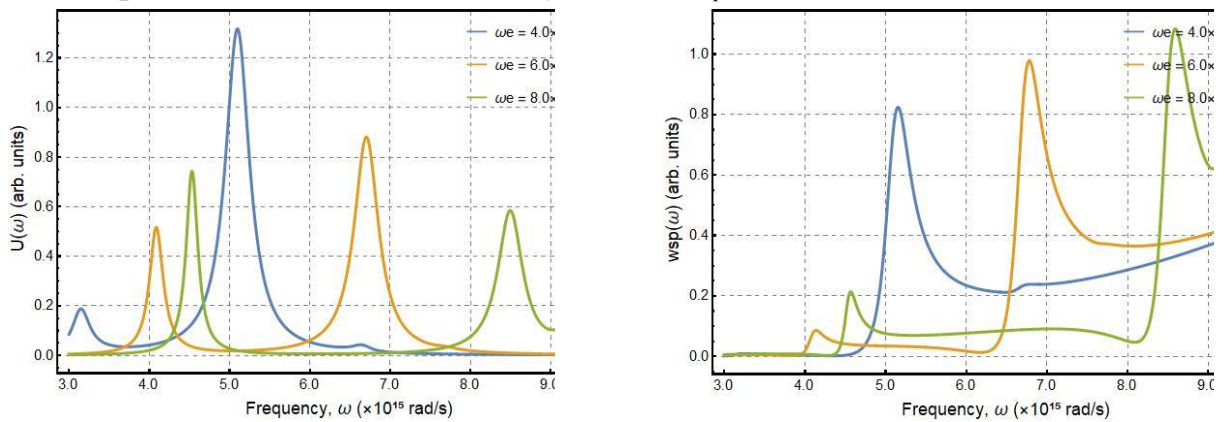 U(ω) (arb. units)
1.2
1.0
0.8
0.6
0.4
0.2
0.0
ωe = 4.0×
ωe = 6.0×
ωe = 8.0×
3.0 4.0 5.0 6.0 7.0 8.0 9.0
Frequency, ω (×10¹⁵ rad/s)
wsp(ω) (arb. units)
1.0
0.8
0.6
0.4
0.2
0.0
ωe = 4.0×
ωe = 6.0×
ωe = 8.0×
3.0 4.0 5.0 6.0 7.0 8.0 9.0
Frequency, ω (×10¹⁵ rad/s)